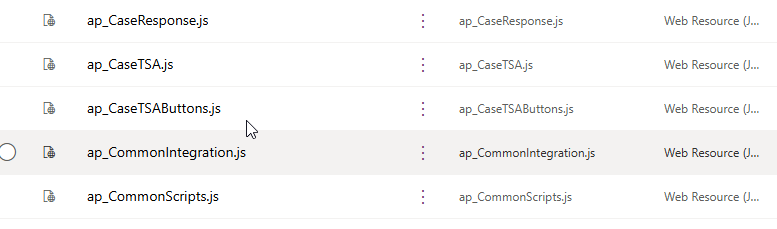 ap_CaseResponse.js ap_CaseResponse.js Web Resource (J...
ap_CaseTSA.js ap_CaseTSA.js Web Resource (J...
ap_CaseTSAButtons.js ap_CaseTSAButtons.js Web Resource (J...
ap_CommonIntegration.js ap_CommonIntegration.js Web Resource (J...
ap_CommonScripts.js ap_CommonScripts.js Web Resource (J...